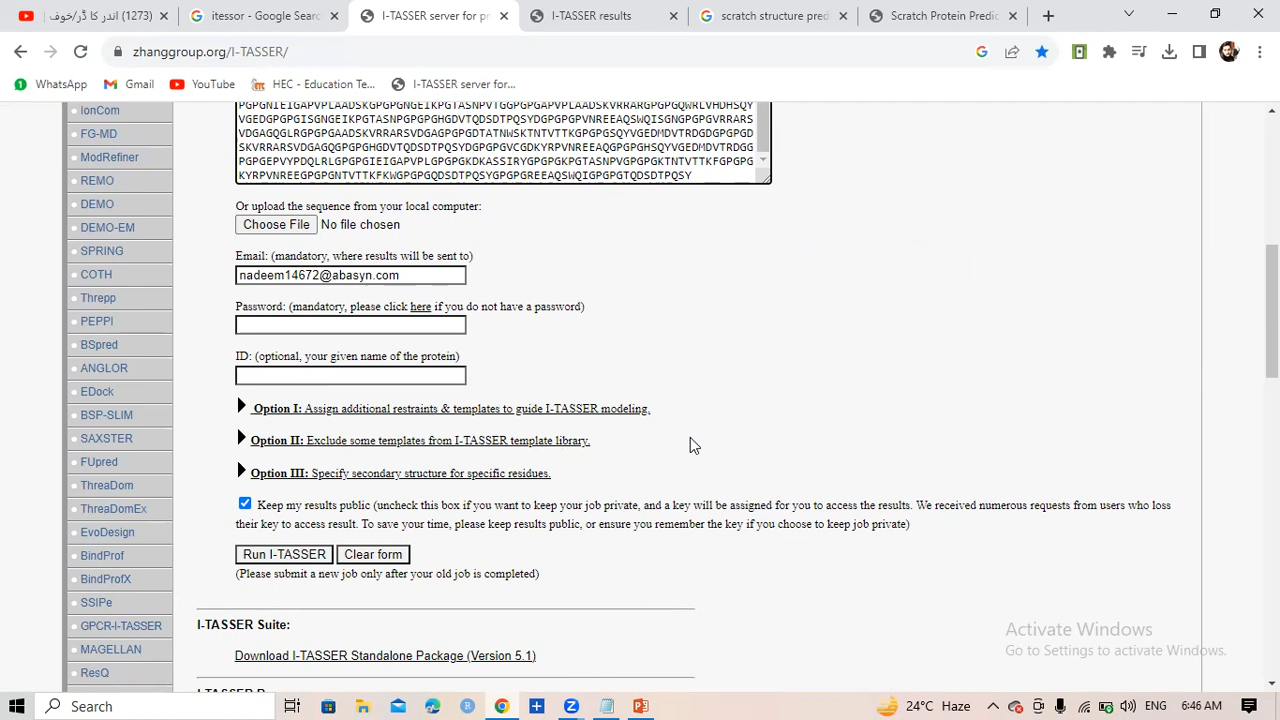 (1273) اندر کا ڈر/خوف
itessor - Google Search
I-TASSER server for pr
I-TASSER results
scratch structure pred
Scratch Protein Predic
zhanggroup.org/I-TASSER/
WhatsApp
Gmail
YouTube
HEC - Education Te...
I-TASSER server for...
IonCom
FG-MD
ModRefiner
REMO
DEMO
DEMO-EM
SPRING
COTH
Threpp
PEPPI
BSpred
ANGLOR
EDock
BSP-SLIM
SAXSTER
FUpred
ThreaDom
ThreaDomEx
EvoDesign
BindProf
BindProfX
SSIPe
GPCR-I-TASSER
MAGELLAN
ResQ
PGPGNIEIGAPVPLAADSKGPGPGNGEIKPGTASNPVTGGPGPGAPVPLAADSKVRRARGPGPGQWRLVHDHSQY
VGEDGPGPGISGNGEIKPGTASNPGPGPGHGDVTQDSDTPQSYDGPGPGPVNREEAQSWQISGNGPGPGVRRARS
VDGAGQGLRGPGPGAADSKVRRARSVDGAGPGPGDTATNWSKTNTVTTKGPGPGSQYVGEDMDVTRDGDGPGPGD
SKVRRARSVDGAGPGPGHGDVTQDSDTPQSYDGPGPGVCGDKYRPVNREEAQGPGPGHSQYVGEDMDVTRDGG
PGPGEPVYPDQLRLGPGPGIEIGAPVPLGPGPGKDKASSIRYGPGPGKPGTASNPVGPGPGKTNTVTTKFGPGPG
KYRPVNREEGPGPGNTVTTKFKWGPGPGQDSDTPQSYGPGPGREEAQSWQIGPGPGTQDSDTPQSY
Or upload the sequence from your local computer:
Choose File No file chosen
Email: (mandatory, where results will be sent to)
nadeem14672@abasyn.com
Password: (mandatory, please click here if you do not have a password)
ID: (optional, your given name of the protein)
Option I: Assign additional restraints & templates to guide I-TASSER modeling.
Option II: Exclude some templates from I-TASSER template library.
Option III: Specify secondary structure for specific residues.
Keep my results public (uncheck this box if you want to keep your job private, and a key will be assigned for you to access the results. We received numerous requests from users who loss
their key to access result. To save your time, please keep results public, or ensure you remember the key if you choose to keep job private)
Run I-TASSER Clear form
(Please submit a new job only after your old job is completed)
I-TASSER Suite:
Download I-TASSER Standalone Package (Version 5.1)
Activate Windows
Go to Settings to activate Windows.
Search
24°C Haze
ENG
6:46 AM